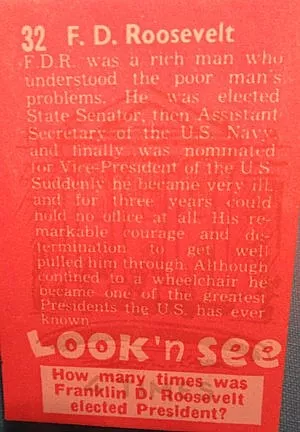 32 F. D. Roosevelt
F.D.R. was a rich man who
understood the poor man's
problems. He was elected
State Senator, then Assistant
Secretary of the U.S. Navy
and finally was nominated
for Vice-President of the U.S.
Suddenly he became very ill,
and for three years could
hold no office at all. His re-
markable courage and de-
termination to get well
pulled him through. Although
confined to a wheelchair he
became one of the greatest
Presidents the U.S. has ever
known.
LOOK 'n SEE
How many times was
Franklin D. Roosevelt
elected President?